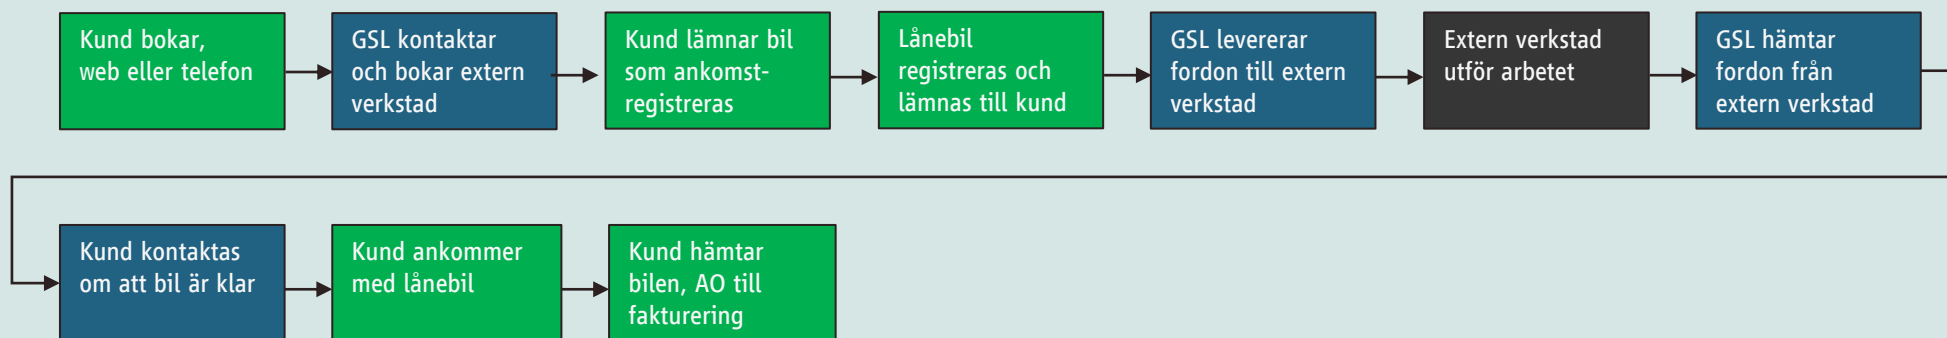 Kund bokar,
web eller telefon
GSL kontaktar
och bokar extern
verkstad
Kund lämnar bil
som ankomst-
registreras
Lånebil
registreras och
lämnas till kund
GSL levererar
fordon till extern
verkstad
Extern verkstad
utför arbetet
GSL hämtar
fordon från
extern verkstad
Kund kontaktas
om att bil är klar
Kund ankommer
med lånebil
Kund hämtar
bilen, AO till
fakturering